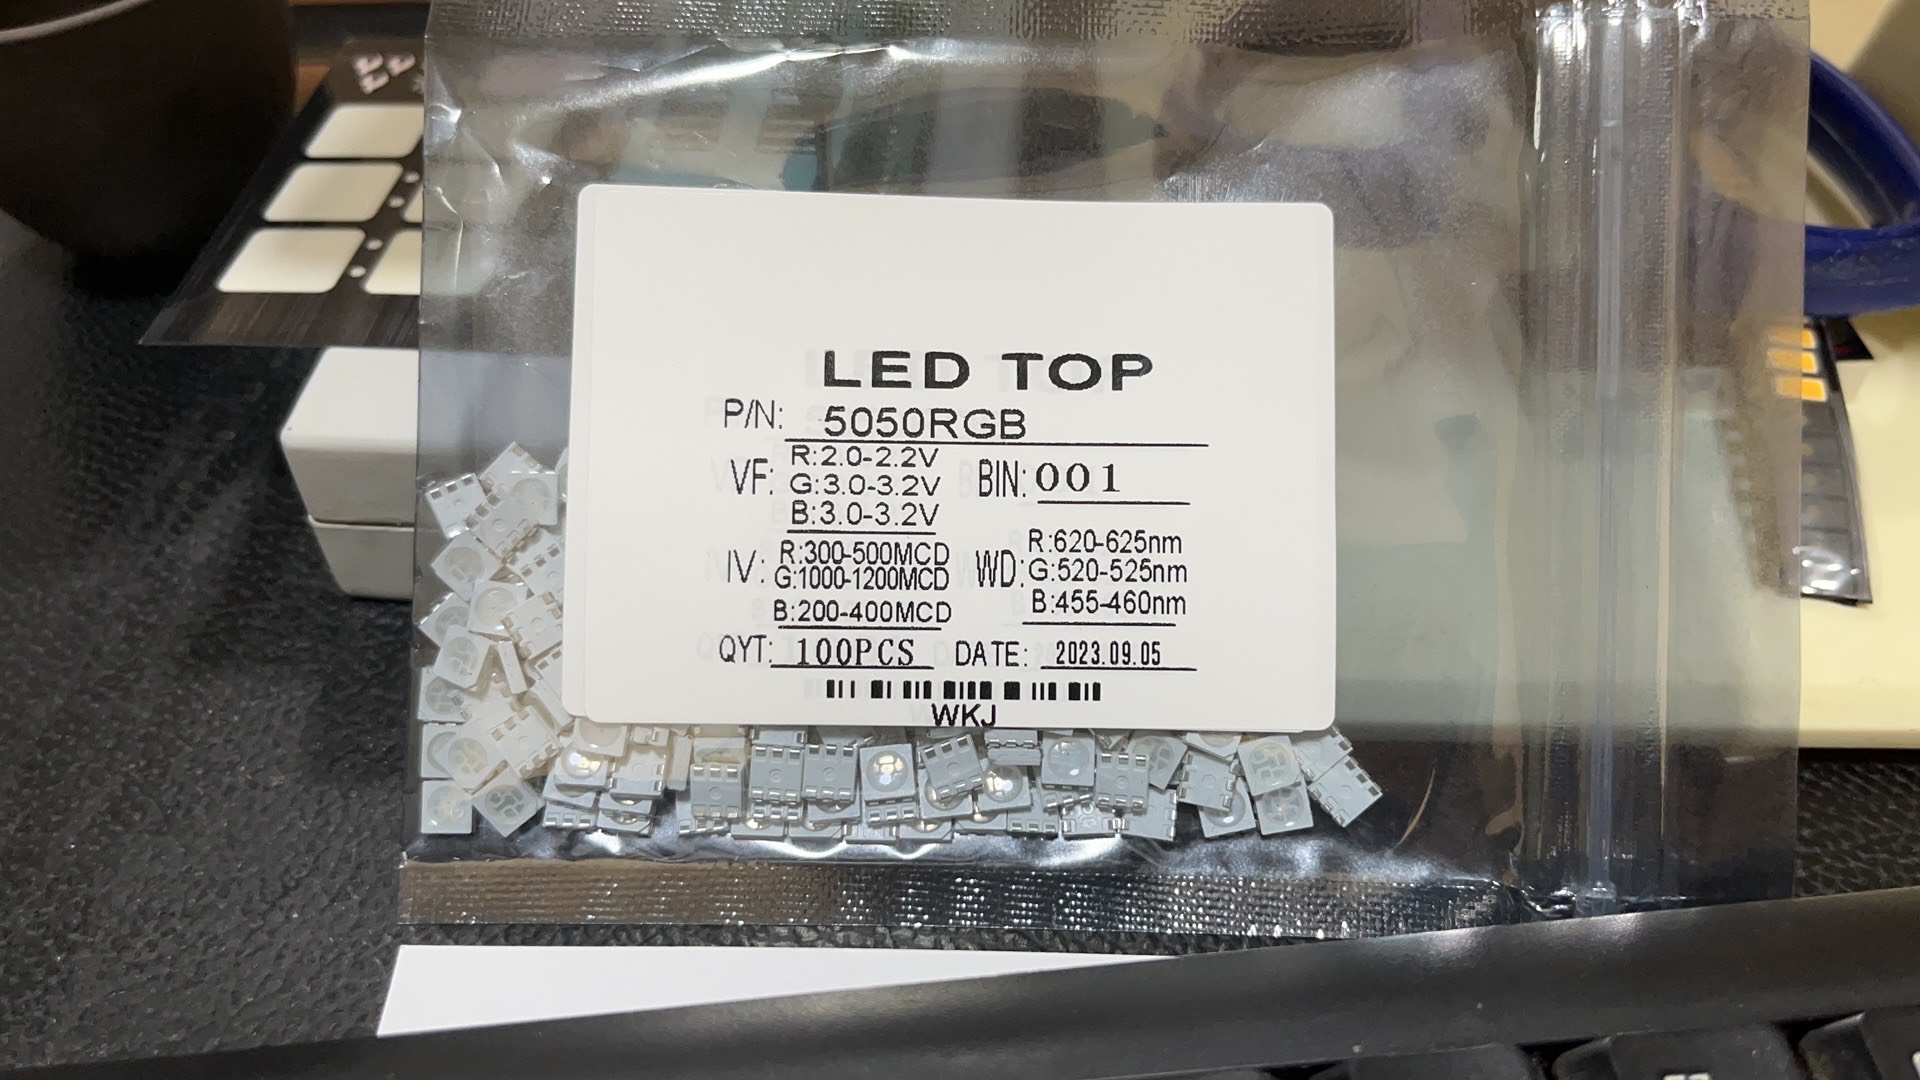 LED TOP
P/N: 5050RGB
VF: R:2.0-2.2V
G:3.0-3.2V
B:3.0-3.2V
BIN: 001
IV: R:300-500MCD
G:1000-1200MCD
B:200-400MCD
WD: R:620-625nm
G:520-525nm
B:455-460nm
QYT: 100PCS DATE: 2023.09.05
WKJ